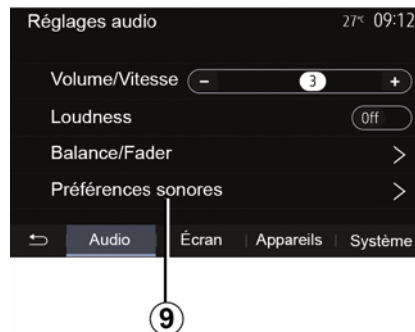 Réglages audio 27°C 09:12
Volume/Vitesse - 3 +
Loudness Off
Balance/Fader >
Préférences sonores >
Audio Écran Appareils Système
9